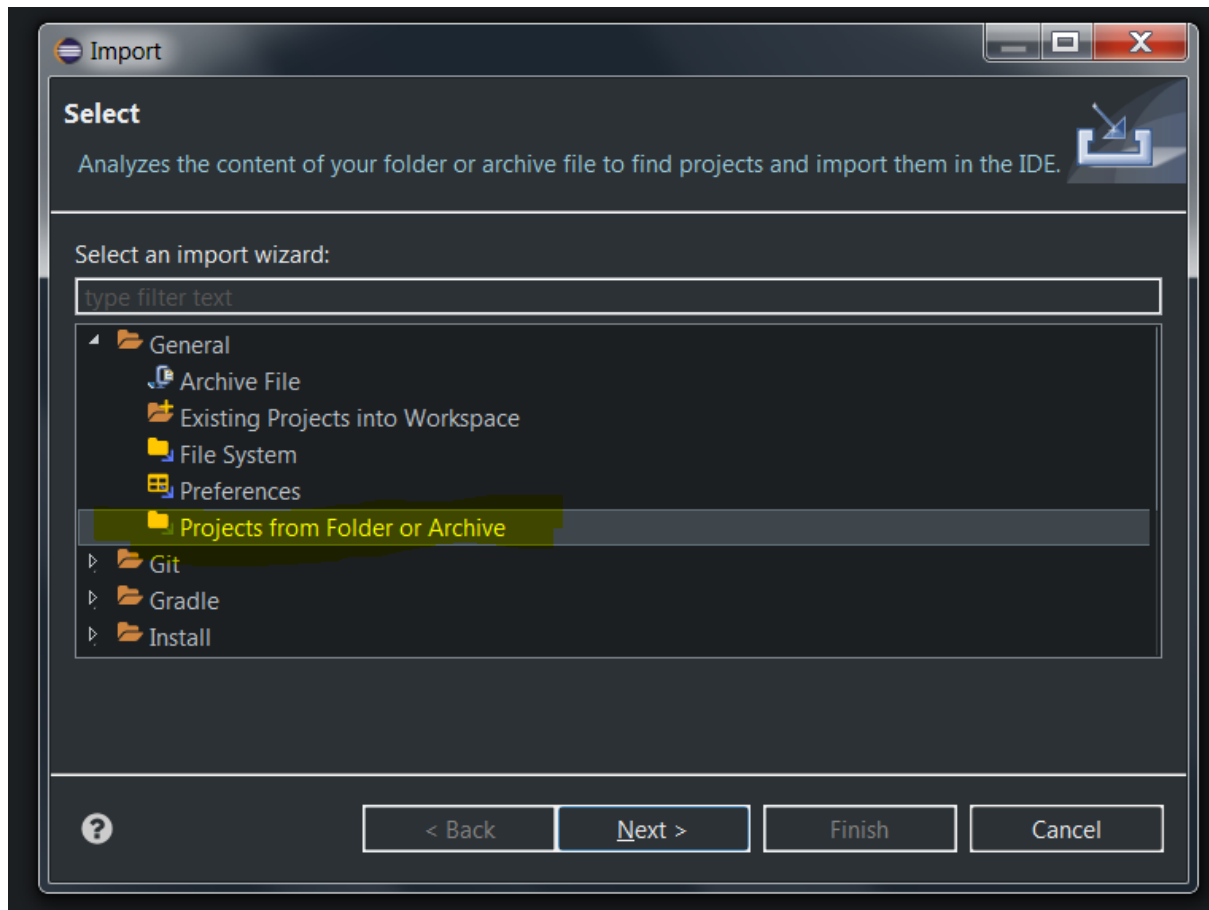 Import
Select
Analyzes the content of your folder or archive file to find projects and import them in the IDE.
Select an import wizard:
type filter text
General
Archive File
Existing Projects into Workspace
File System
Preferences
Projects from Folder or Archive
Git
Gradle
Install
< Back Next > Finish Cancel